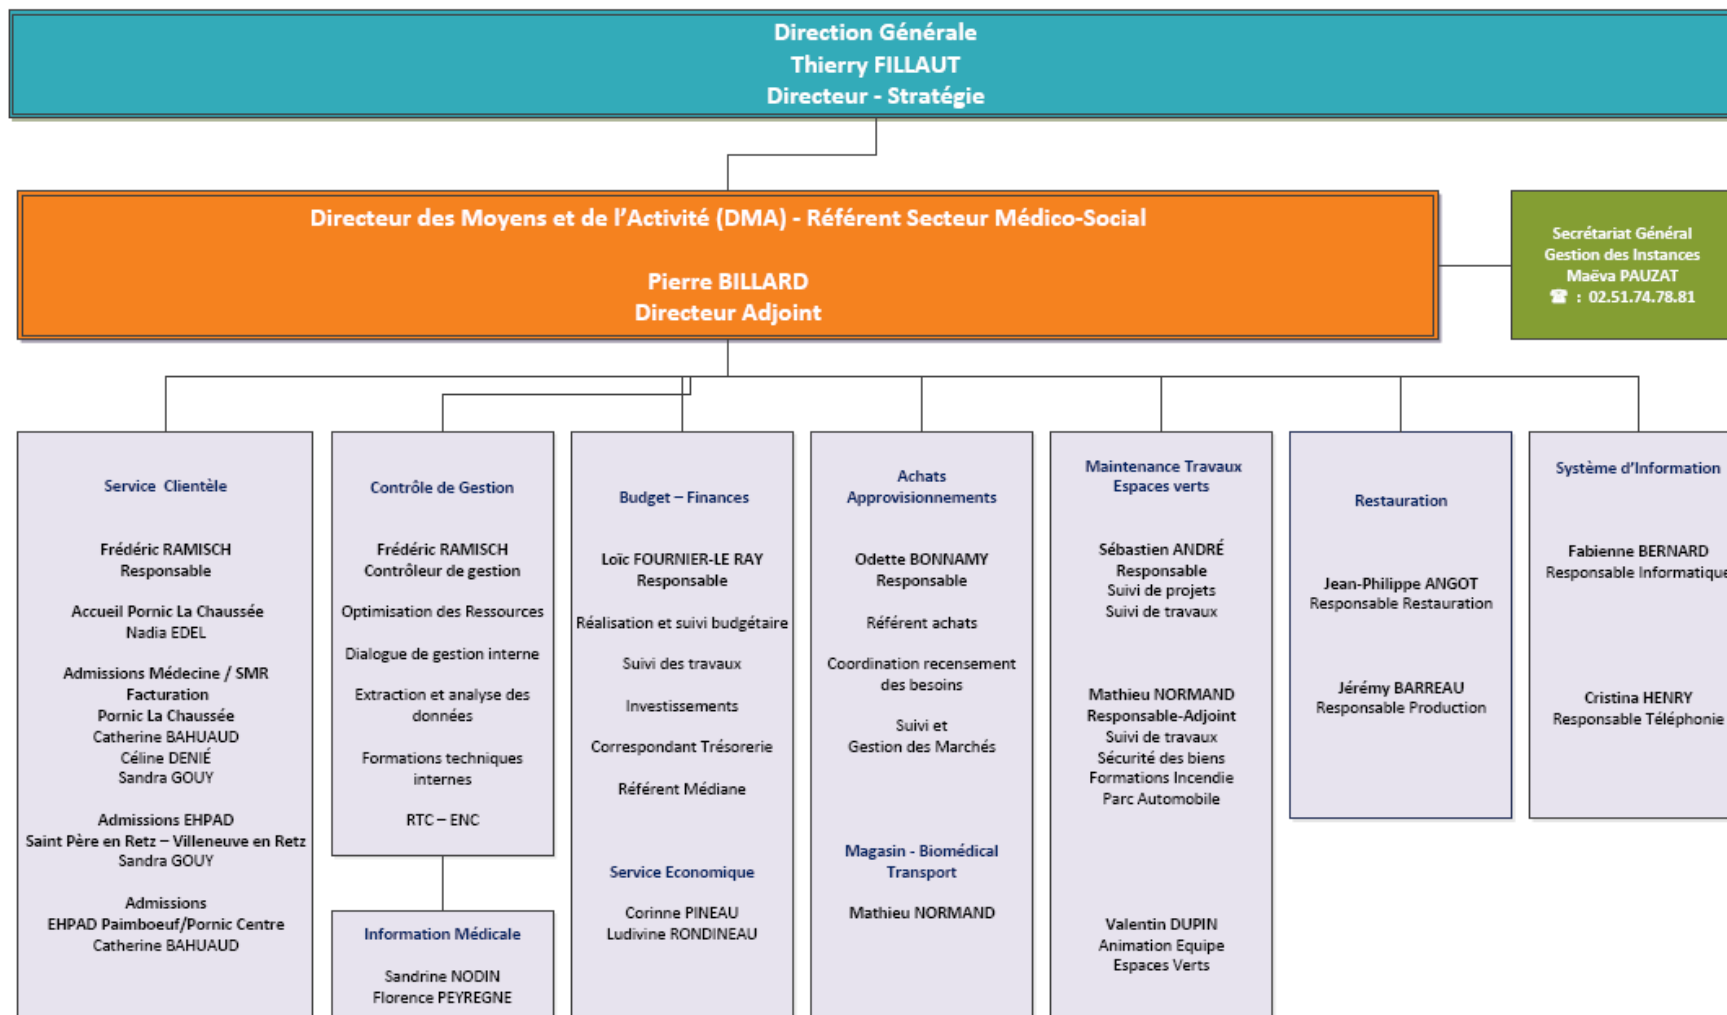 Direction Générale
Thierry FILLAUT
Directeur - Stratégie
Directeur des Moyens et de l'Activité (DMA) - Référent Secteur Médico-Social
Pierre BILLARD
Directeur Adjoint
Secrétariat Général
Gestion des Instances
Maëva PAUZAT
☎ : 02.51.74.78.81
Service Clientèle
Frédéric RAMISCH
Responsable
Accueil Pornic La Chaussée
Nadia EDEL
Admissions Médecine / SMR
Facturation
Pornic La Chaussée
Catherine BAHUAUD
Céline DENIÉ
Sandra GOUY
Admissions EHPAD
Saint Père en Retz – Villeneuve en Retz
Sandra GOUY
Admissions
EHPAD Paimboeuf/Pornic Centre
Catherine BAHUAUD
Contrôle de Gestion
Frédéric RAMISCH
Contrôleur de gestion
Optimisation des Ressources
Dialogue de gestion interne
Extraction et analyse des
données
Formations techniques
internes
RTC – ENC
Information Médicale
Sandrine NODIN
Florence PEYREGNE
Budget – Finances
Loïc FOURNIER-LE RAY
Responsable
Réalisation et suivi budgétaire
Suivi des travaux
Investissements
Correspondant Trésorerie
Référent Médiane
Service Economique
Corinne PINEAU
Ludivine RONDINEAU
Achats
Approvisionnements
Odette BONNAMY
Responsable
Référent achats
Coordination recensement
des besoins
Suivi et
Gestion des Marchés
Magasin - Biomédical
Transport
Mathieu NORMAND
Maintenance Travaux
Espaces verts
Sébastien ANDRÉ
Responsable
Suivi de projets
Suivi de travaux
Mathieu NORMAND
Responsable-Adjoint
Suivi de travaux
Sécurité des biens
Formations Incendie
Parc Automobile
Valentin DUPIN
Animation Equipe
Espaces Verts
Restauration
Jean-Philippe ANGOT
Responsable Restauration
Jérémy BARREAU
Responsable Production
Système d'Information
Fabienne BERNARD
Responsable Informatique
Cristina HENRY
Responsable Téléphonie